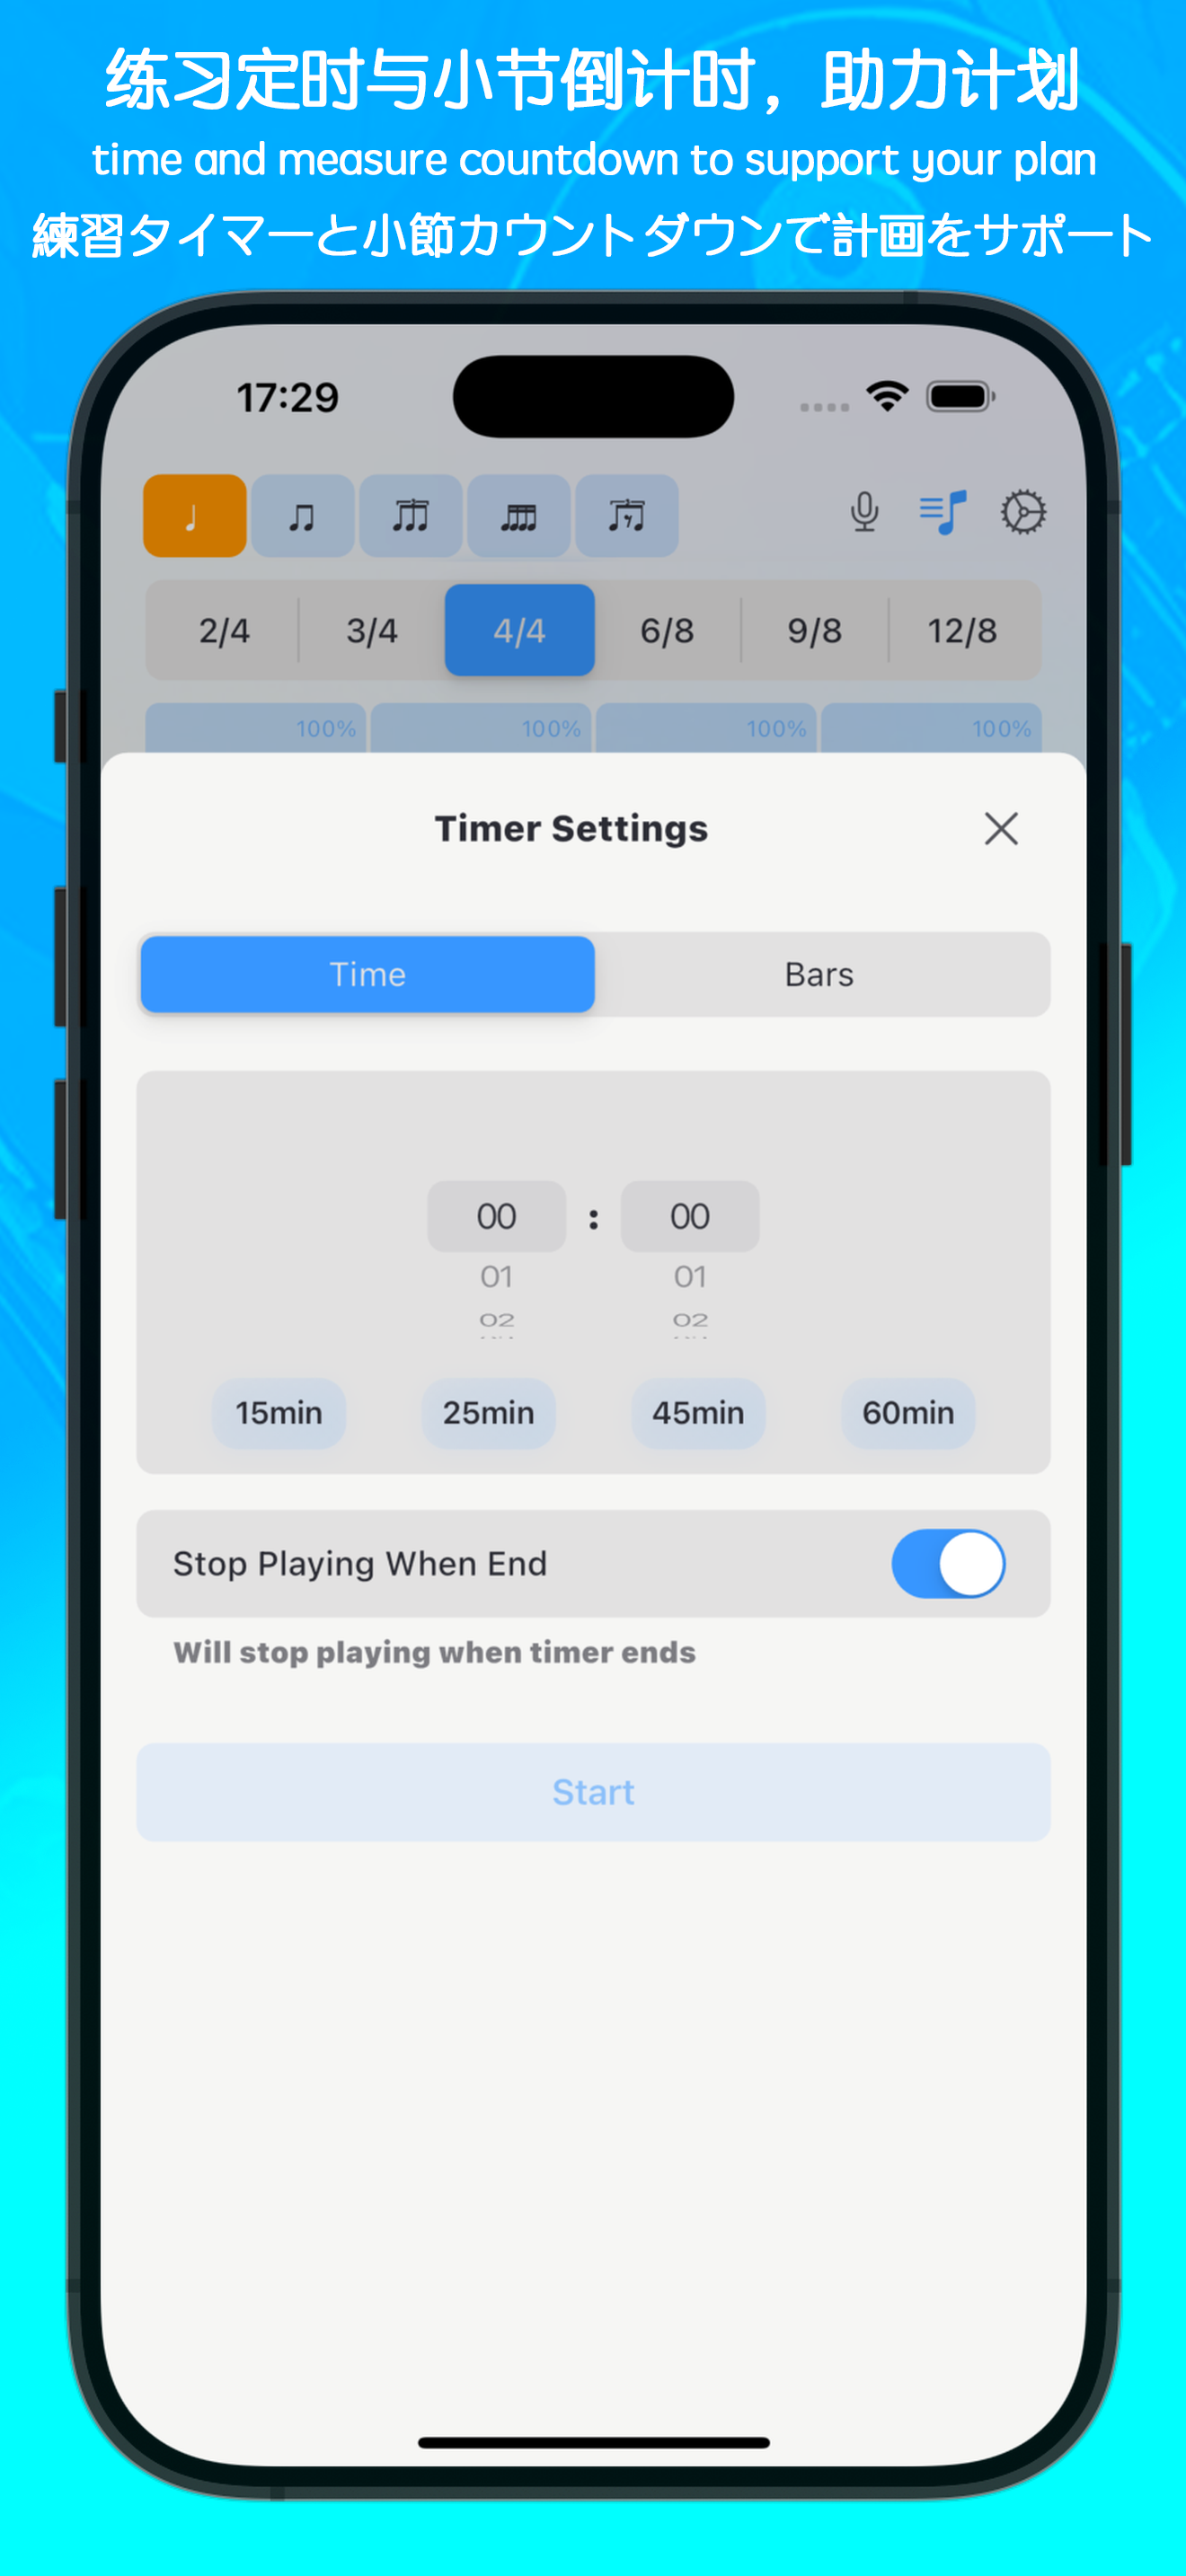 练习定时与小节倒计时，助力计划
time and measure countdown to support your plan
練習タイマーと小節カウントダウンで計画をサポート
17:29
2/4 3/4 4/4 6/8 9/8 12/8
100% 100% 100% 100%
Timer Settings
Time Bars
00 : 00
01 01
02 02
15min 25min 45min 60min
Stop Playing When End
Will stop playing when timer ends
Start